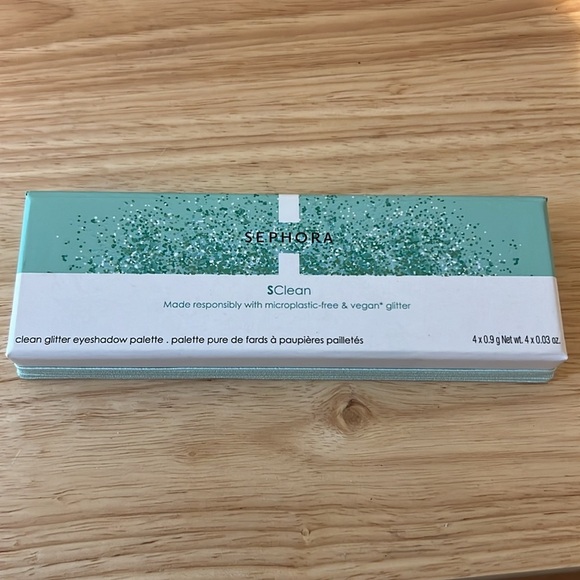 SEPHORA
SClean
Made responsibly with microplastic-free & vegan* glitter
clean glitter eyeshadow palette . palette pure de fards à paupières pailletés
4 x 0.9 g Net wt. 4 x 0.03 oz.